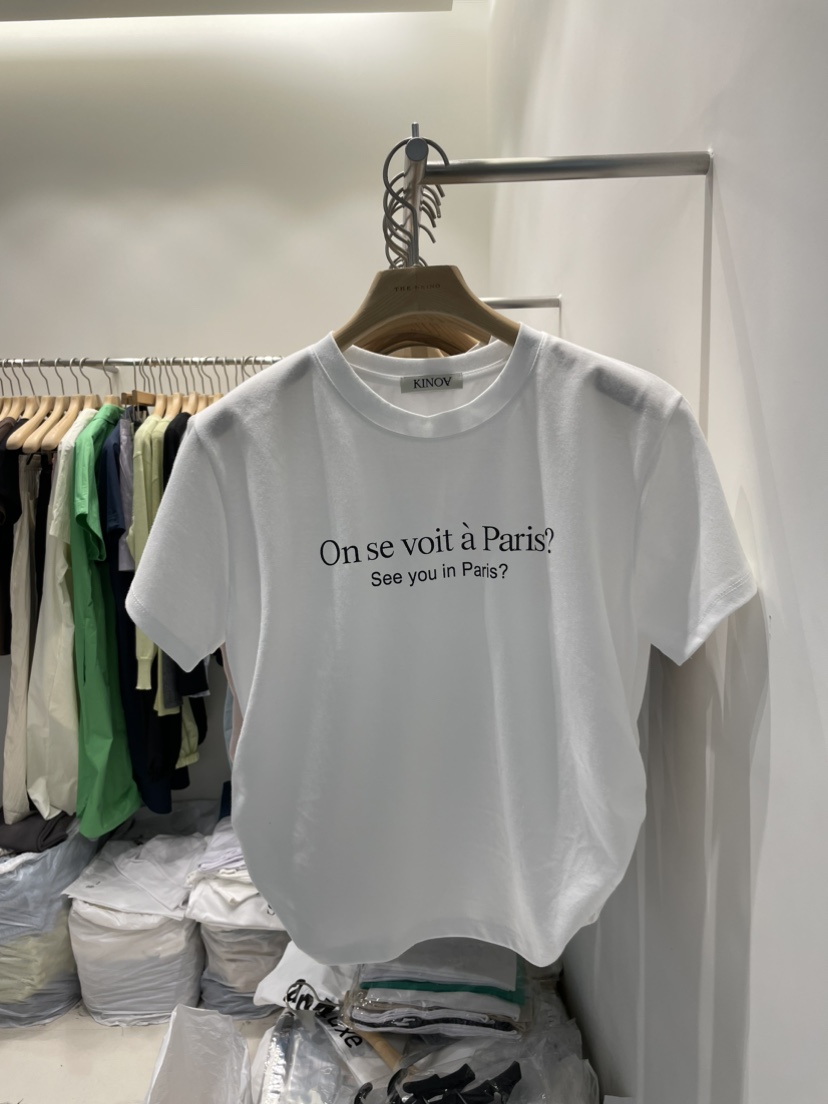 KINOV
On se voit à Paris?
See you in Paris?